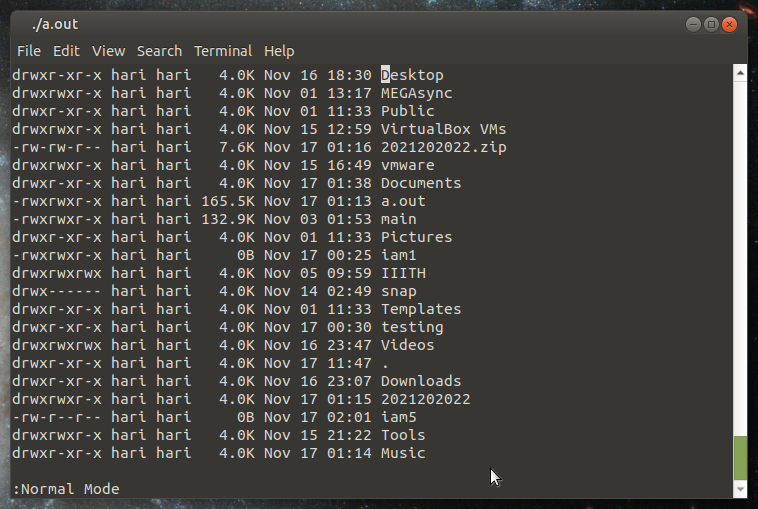 ./a.out
File Edit View Search Terminal Help
drwxr-xr-x hari hari   4.0K Nov 16 18:30 Desktop
drwxrwxr-x hari hari   4.0K Nov 01 13:17 MEGAsync
drwxr-xr-x hari hari   4.0K Nov 01 11:33 Public
drwxrwxr-x hari hari   4.0K Nov 15 12:59 VirtualBox VMs
-rw-rw-r-- hari hari   7.6K Nov 17 01:16 2021202022.zip
drwxrwxr-x hari hari   4.0K Nov 15 16:49 vmware
drwxr-xr-x hari hari   4.0K Nov 17 01:38 Documents
-rwxrwxr-x hari hari 165.5K Nov 17 01:13 a.out
-rwxrwxr-x hari hari 132.9K Nov 03 01:53 main
drwxr-xr-x hari hari   4.0K Nov 01 11:33 Pictures
-rwxrwxr-x hari hari     0B Nov 17 00:25 iam1
drwxrwxrwx hari hari   4.0K Nov 05 09:59 IIITH
drwx------ hari hari   4.0K Nov 14 02:49 snap
drwxr-xr-x hari hari   4.0K Nov 01 11:33 Templates
drwxr-xr-x hari hari   4.0K Nov 17 00:30 testing
drwxrwxrwx hari hari   4.0K Nov 16 23:47 Videos
drwxr-xr-x hari hari   4.0K Nov 17 11:47 .
drwxr-xr-x hari hari   4.0K Nov 16 23:07 Downloads
drwxrwxr-x hari hari   4.0K Nov 17 01:15 2021202022
-rw-r--r-- hari hari     0B Nov 17 02:01 iam5
drwxrwxr-x hari hari   4.0K Nov 15 21:22 Tools
drwxr-xr-x hari hari   4.0K Nov 17 01:14 Music
:Normal Mode